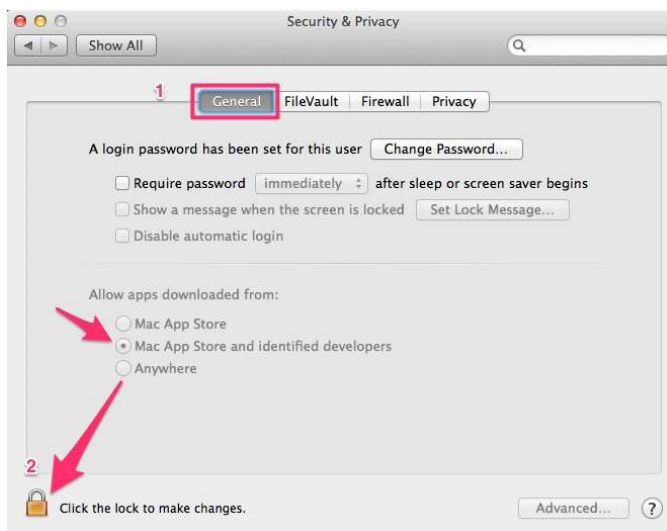 Security & Privacy
Show All
1
General FileVault Firewall Privacy
A login password has been set for this user Change Password...
Require password immediately after sleep or screen saver begins
Show a message when the screen is locked Set Lock Message...
Disable automatic login
Allow apps downloaded from:
Mac App Store
Mac App Store and identified developers
Anywhere
2
Click the lock to make changes. Advanced... ?